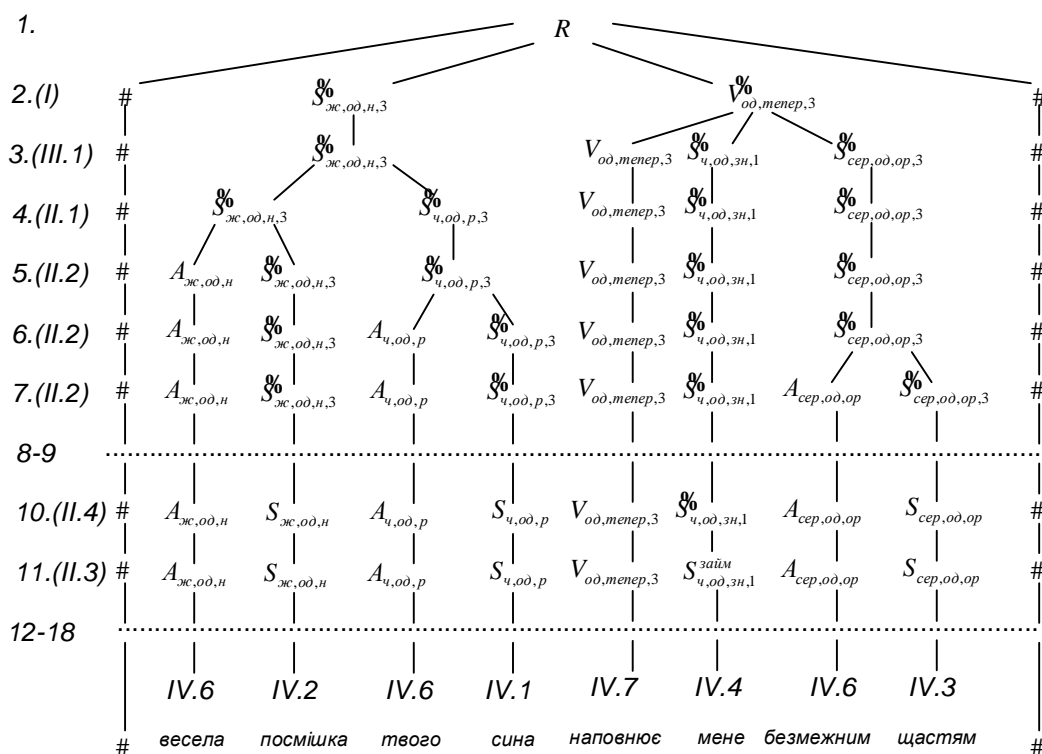 1. R
2.(I) # S̃ж,од,н,3 Ṽод,тепер,3 #
3.(III.1) # S̃ж,од,н,3 Vод,тепер,3 S̃ч,од,зн,1 S̃сер,од,ор,3 #
4.(II.1) # S̃ж,од,н,3 S̃ч,од,р,3 Vод,тепер,3 S̃ч,од,зн,1 S̃сер,од,ор,3 #
5.(II.2) # Aж,од,н S̃ж,од,н,3 S̃ч,од,р,3 Vод,тепер,3 S̃ч,од,зн,1 S̃сер,од,ор,3 #
6.(II.2) # Aж,од,н S̃ж,од,н,3 Aч,од,р S̃ч,од,р,3 Vод,тепер,3 S̃ч,од,зн,1 S̃сер,од,ор,3 #
7.(II.2) # Aж,од,н S̃ж,од,н,3 Aч,од,р S̃ч,од,р,3 Vод,тепер,3 S̃ч,од,зн,1 Aсер,од,ор S̃сер,од,ор,3 #
8-9
10.(II.4) # Aж,од,н Sж,од,н Aч,од,р Sч,од,р Vод,тепер,3 S̃ч,од,зн,1 Aсер,од,ор Sсер,од,ор #
11.(II.3) # Aж,од,н Sж,од,н Aч,од,р Sч,од,р Vод,тепер,3 Sзаймч,од,зн,1 Aсер,од,ор Sсер,од,ор #
12-18
IV.6 IV.2 IV.6 IV.1 IV.7 IV.4 IV.6 IV.3
# весела посмішка твого сина наповнює мене безмежним щастям #